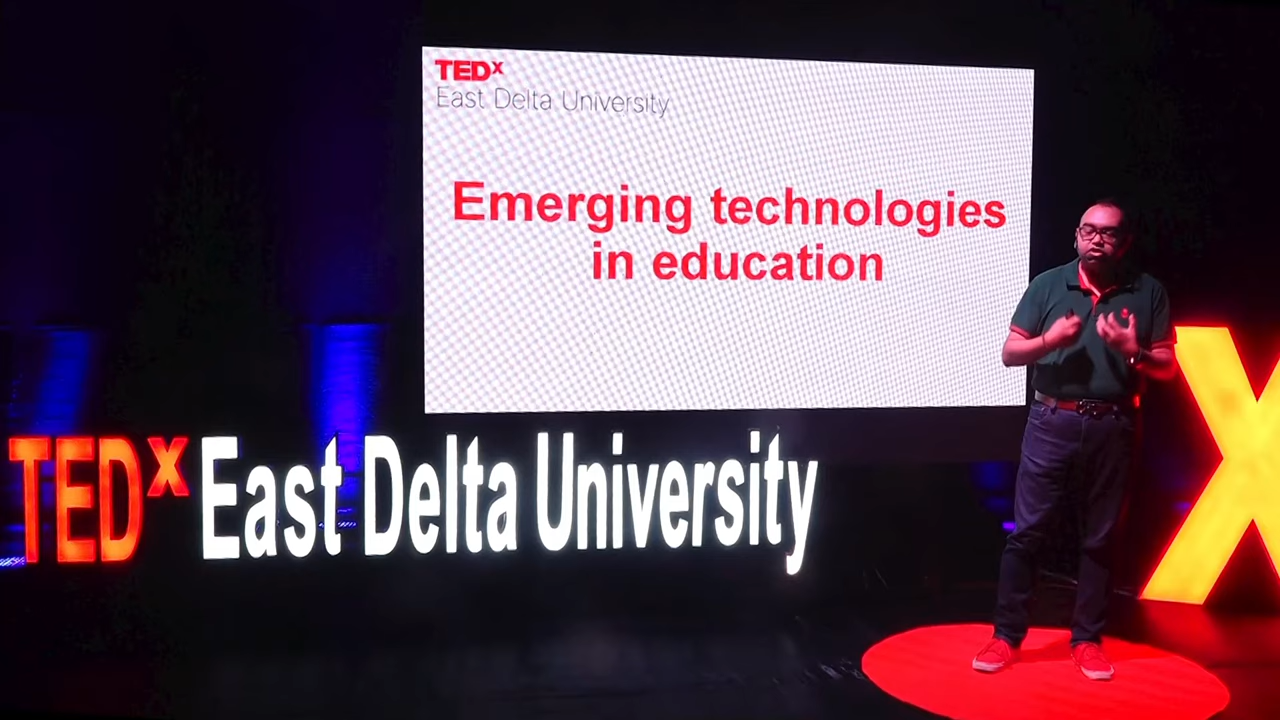 TEDx
East Delta University
Emerging technologies
in education
TEDx East Delta University
X